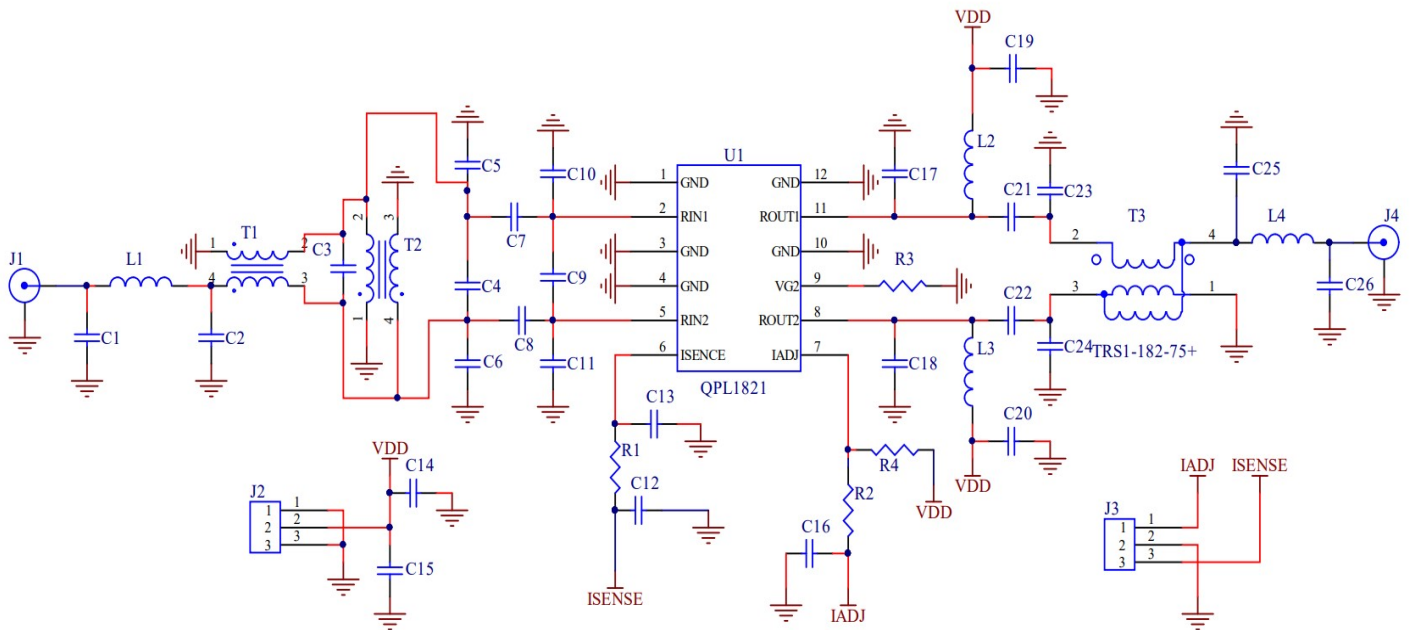 VDD
C19
L2
C5
C10
U1
C17
C25
1
GND
GND
12
C21
C23
T3
L4
J4
2
RIN1
ROUT1
11
C7
2
3
1
T1
2
C3
T2
3
GND
GND
10
2
4
J1
L1
4
3
C4
C9
4
GND
VG2
9
R3
3
1
C26
C22
1
4
C8
5
RIN2
ROUT2
8
L3
C1
C2
C6
C11
6
ISENCE
IADJ
7
C18
C24
TRS1-182-75+
QPL1821
C13
C20
VDD
R1
R4
C14
IADJ
ISENSE
J2
C12
R2
VDD
VDD
1
1
2
2
3
3
J3
1
1
2
2
3
3
C16
C15
ISENSE
IADJ